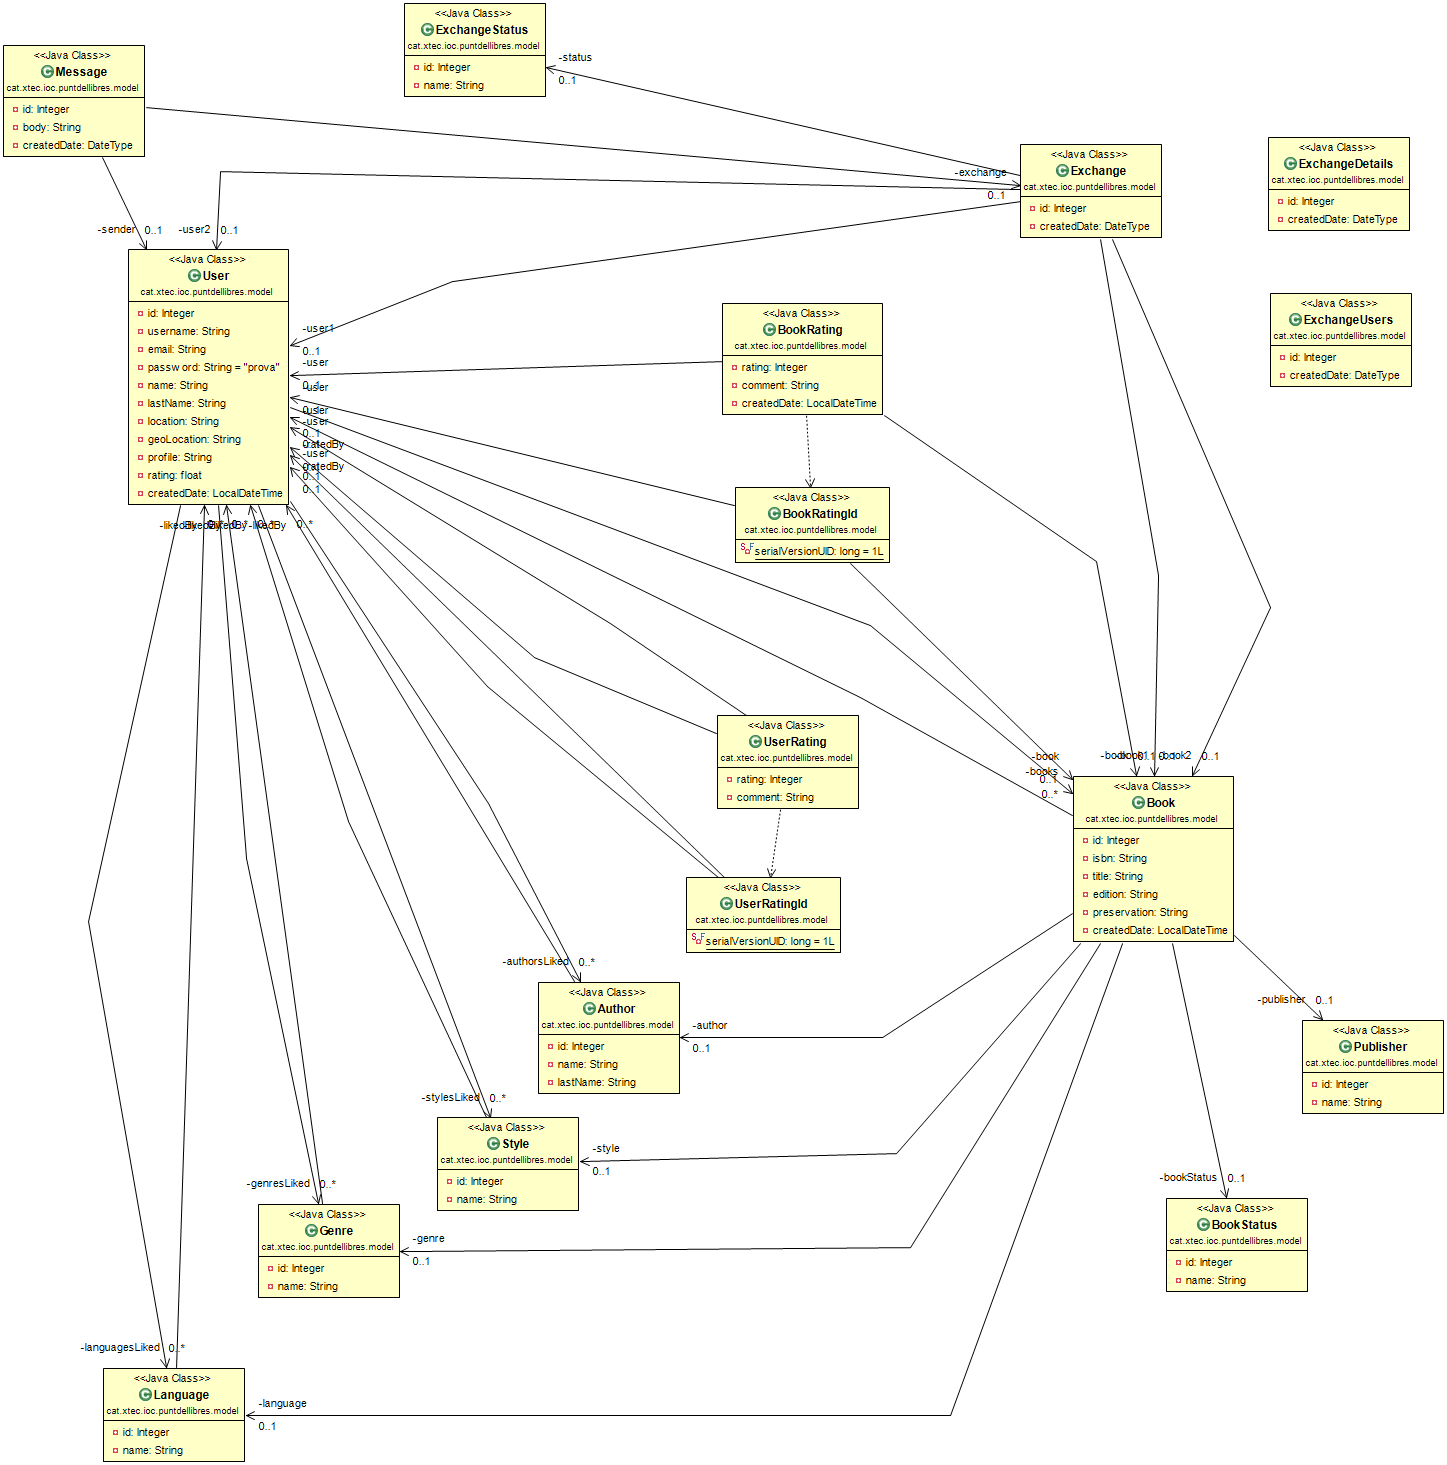 <<Java Class>>
ExchangeStatus
cat.xtec.ioc.puntdellibres.model
id: Integer
name: String
-status
0..1
<<Java Class>>
Message
cat.xtec.ioc.puntdellibres.model
id: Integer
body: String
createdDate: DateType
<<Java Class>>
Exchange
cat.xtec.ioc.puntdellibres.model
id: Integer
createdDate: DateType
-exchange
0..1
<<Java Class>>
ExchangeDetails
cat.xtec.ioc.puntdellibres.model
id: Integer
createdDate: DateType
-sender 0..1
-user2 0..1
<<Java Class>>
User
cat.xtec.ioc.puntdellibres.model
id: Integer
username: String
email: String
password: String = "prova"
name: String
lastName: String
location: String
geoLocation: String
profile: String
rating: float
createdDate: LocalDateTime
-user1
0..1
-user
0..1
-user
0..1
-user
-user
0..1
0..1
-ratedBy
-user
0..1
-ratedBy
0..1
0..1
<<Java Class>>
BookRating
cat.xtec.ioc.puntdellibres.model
rating: Integer
comment: String
createdDate: LocalDateTime
<<Java Class>>
ExchangeUsers
cat.xtec.ioc.puntdellibres.model
id: Integer
createdDate: DateType
<<Java Class>>
BookRatingId
cat.xtec.ioc.puntdellibres.model
SF serialVersionUID: long = 1L
-likedBy 0..*
-likedBy 0..*
-likedBy 0..*
-likedBy 0..*
<<Java Class>>
UserRating
cat.xtec.ioc.puntdellibres.model
rating: Integer
comment: String
-book
0..1
-books
0..*
-book 0..1
-book1 0..1
-book2 0..1
<<Java Class>>
Book
cat.xtec.ioc.puntdellibres.model
id: Integer
isbn: String
title: String
edition: String
preservation: String
createdDate: LocalDateTime
<<Java Class>>
UserRatingId
cat.xtec.ioc.puntdellibres.model
SF serialVersionUID: long = 1L
-authorsLiked 0..*
<<Java Class>>
Author
cat.xtec.ioc.puntdellibres.model
id: Integer
name: String
lastName: String
-author
0..1
-publisher 0..1
<<Java Class>>
Publisher
cat.xtec.ioc.puntdellibres.model
id: Integer
name: String
-stylesLiked 0..*
<<Java Class>>
Style
cat.xtec.ioc.puntdellibres.model
id: Integer
name: String
-style
0..1
-genresLiked 0..*
<<Java Class>>
Genre
cat.xtec.ioc.puntdellibres.model
id: Integer
name: String
-genre
0..1
-bookStatus 0..1
<<Java Class>>
BookStatus
cat.xtec.ioc.puntdellibres.model
id: Integer
name: String
-languagesLiked 0..*
<<Java Class>>
Language
cat.xtec.ioc.puntdellibres.model
id: Integer
name: String
-language
0..1